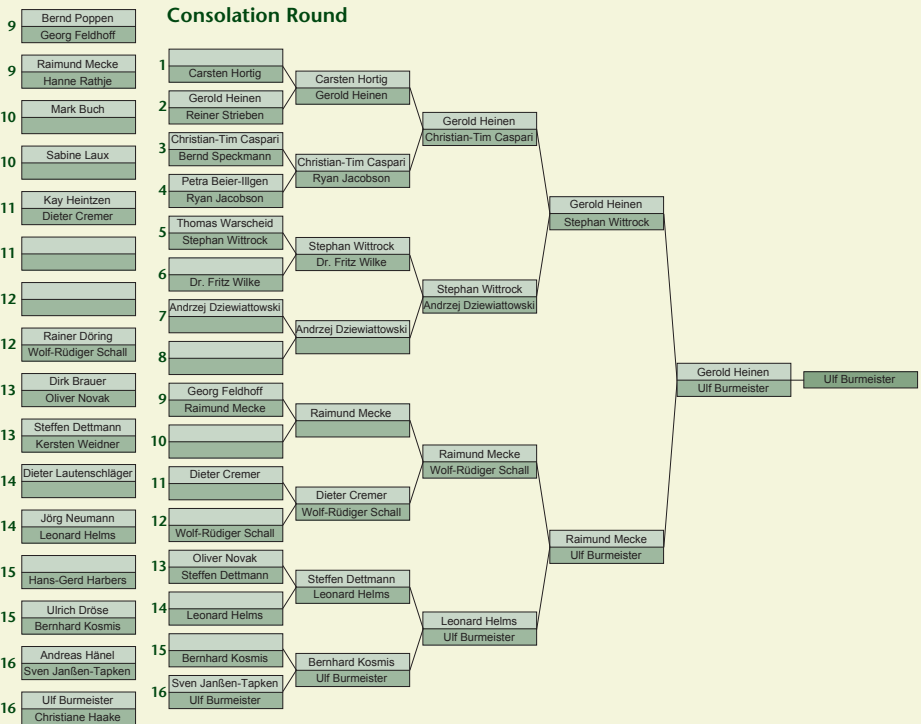 Consolation Round
9
Bernd Poppen
Georg Feldhoff
9
Raimund Mecke
Hanne Rathje
10
Mark Buch
10
Sabine Laux
11
Kay Heintzen
Dieter Cremer
11
12
12
Rainer Döring
Wolf-Rüdiger Schall
13
Dirk Brauer
Oliver Novak
13
Steffen Dettmann
Kersten Weidner
14
Dieter Lautenschläger
14
Jörg Neumann
Leonard Helms
15
Hans-Gerd Harbers
15
Ulrich Dröse
Bernhard Kosmis
16
Andreas Hänel
Sven Janßen-Tapken
16
Ulf Burmeister
Christiane Haake
1
Carsten Hortig
2
Gerold Heinen
Reiner Strieben
3
Christian-Tim Caspari
Bernd Speckmann
4
Petra Beier-Illgen
Ryan Jacobson
5
Thomas Warscheid
Stephan Wittrock
6
Dr. Fritz Wilke
7
Andrzej Dziewiattowski
8
9
Georg Feldhoff
Raimund Mecke
10
11
Dieter Cremer
12
Wolf-Rüdiger Schall
13
Oliver Novak
Steffen Dettmann
14
Leonard Helms
15
Bernhard Kosmis
16
Sven Janßen-Tapken
Ulf Burmeister
Carsten Hortig
Gerold Heinen
Christian-Tim Caspari
Ryan Jacobson
Stephan Wittrock
Dr. Fritz Wilke
Andrzej Dziewiattowski
Raimund Mecke
Dieter Cremer
Wolf-Rüdiger Schall
Steffen Dettmann
Leonard Helms
Bernhard Kosmis
Ulf Burmeister
Gerold Heinen
Christian-Tim Caspari
Stephan Wittrock
Andrzej Dziewiattowski
Raimund Mecke
Wolf-Rüdiger Schall
Leonard Helms
Ulf Burmeister
Gerold Heinen
Stephan Wittrock
Raimund Mecke
Ulf Burmeister
Gerold Heinen
Ulf Burmeister
Ulf Burmeister